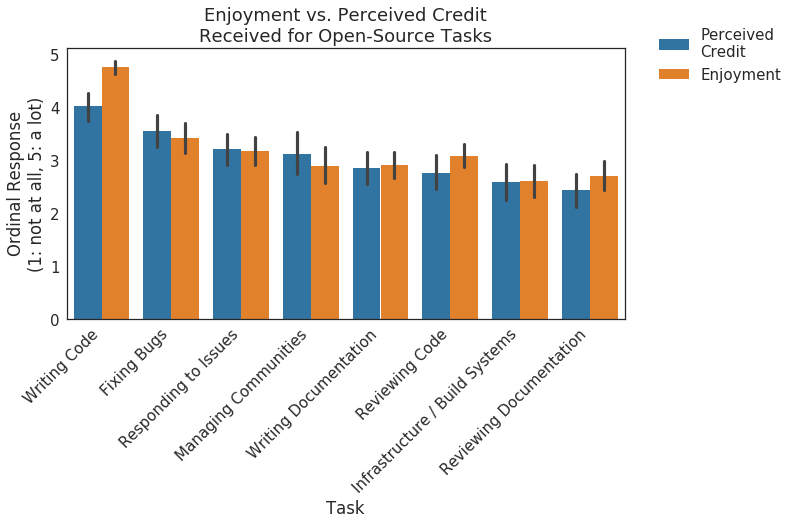 Enjoyment vs. Perceived Credit
Received for Open-Source Tasks
Perceived
Credit
Enjoyment
Ordinal Response
(1: not at all, 5: a lot)
5
4
3
2
1
0
Writing Code
Fixing Bugs
Responding to Issues
Managing Communities
Writing Documentation
Reviewing Code
Infrastructure / Build Systems
Reviewing Documentation
Task